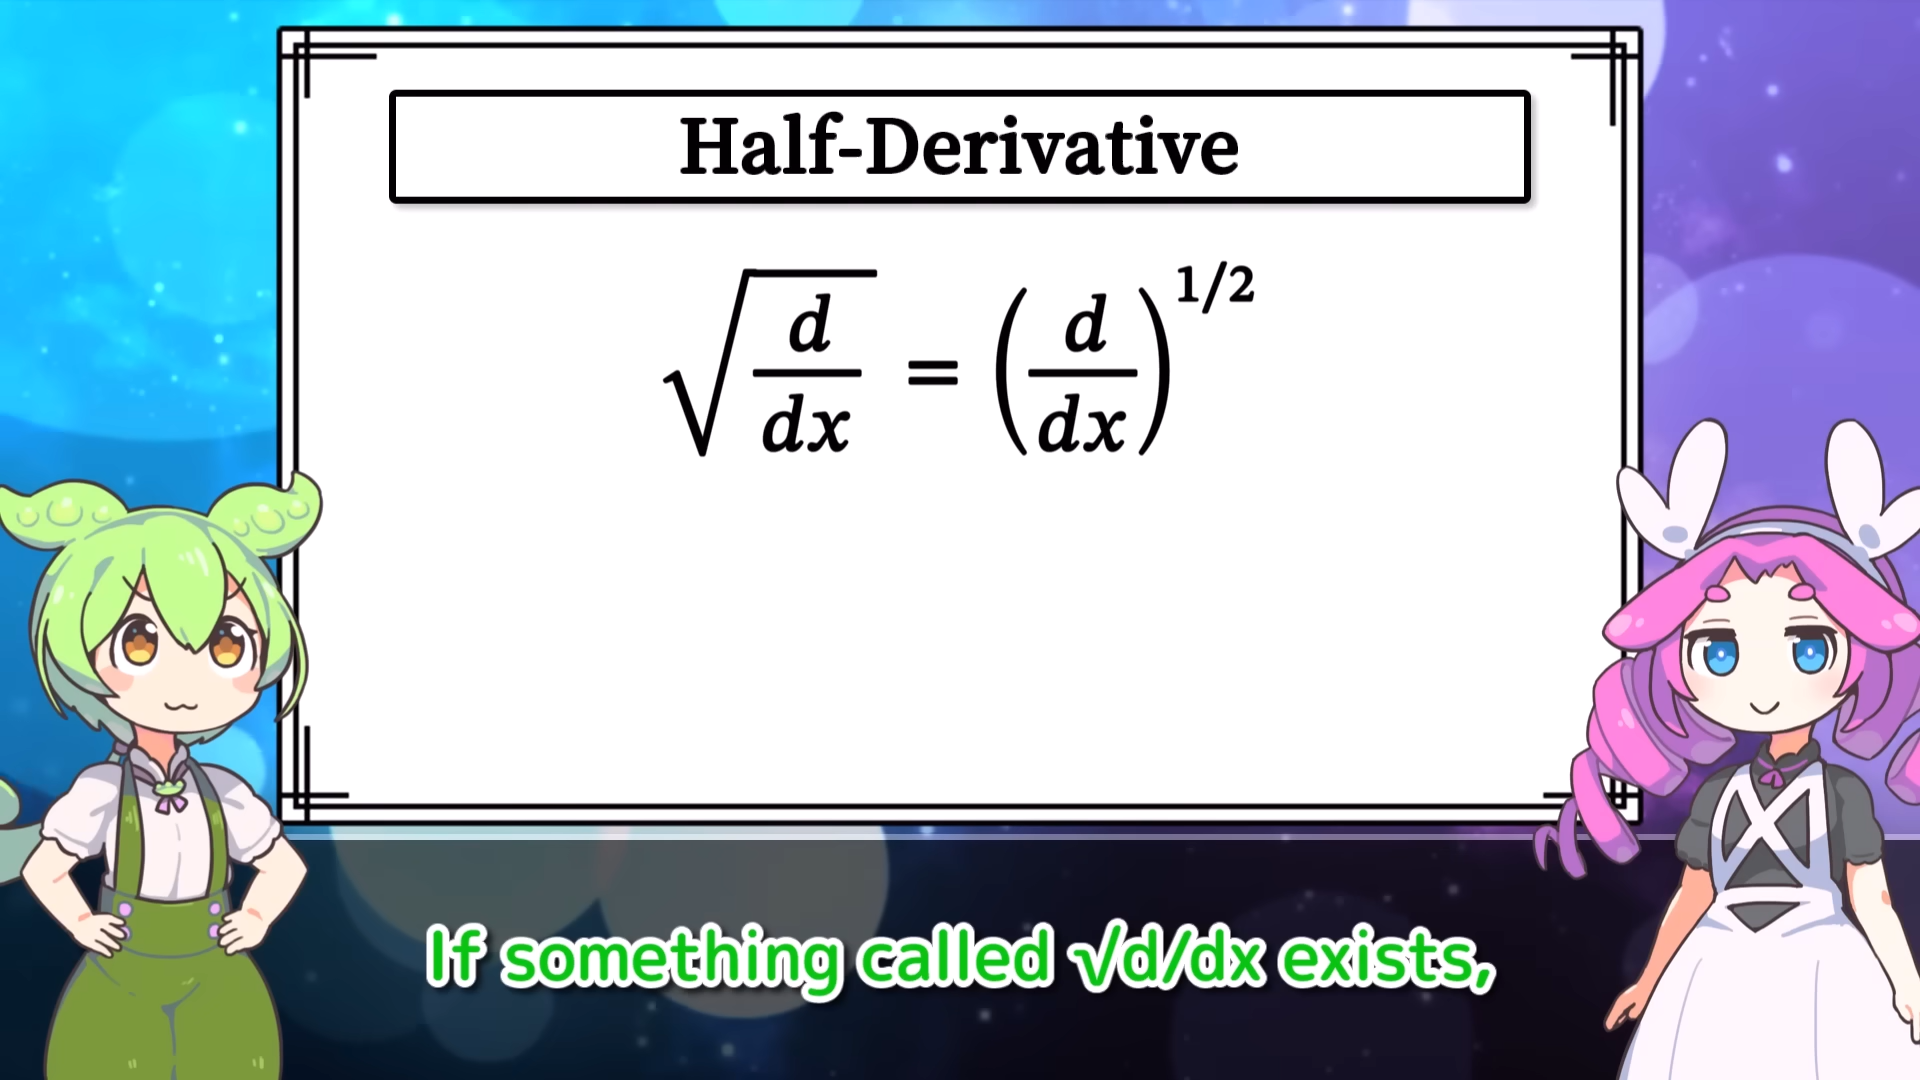 Half-Derivative
√(d/dx) = (d/dx)^1/2
If something called √d/dx exists,